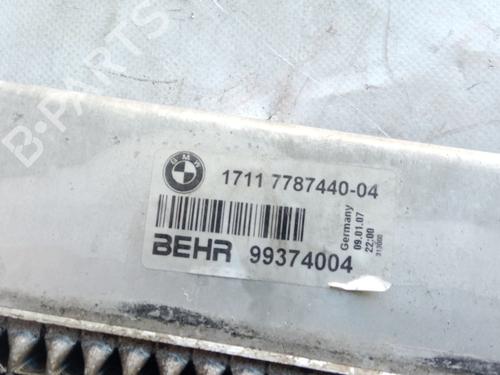 B-PARTS
BMW
1711 7787440-04
BEHR 99374004
Germany
09.01.07
22:00